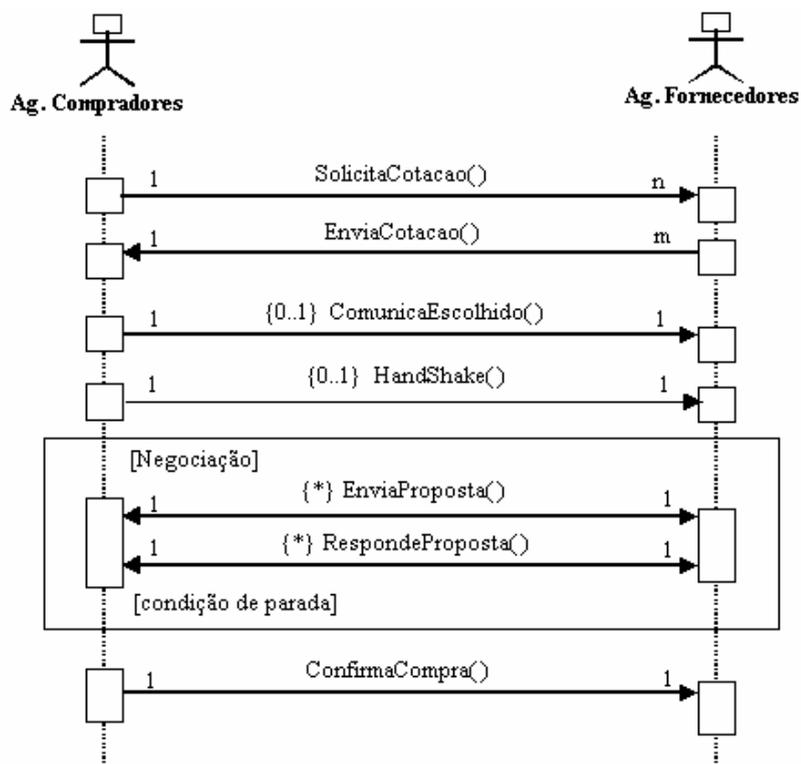 Ag. Compradores
Ag. Fornecedores
1 SolicitaCotacao() n
1 EnviaCotacao() m
1 {0..1} ComunicaEscolhido() 1
1 {0..1} HandShake() 1
[Negociação]
1 {*} EnviaProposta() 1
1 {*} RespondeProposta() 1
[condição de parada]
1 ConfirmaCompra() 1